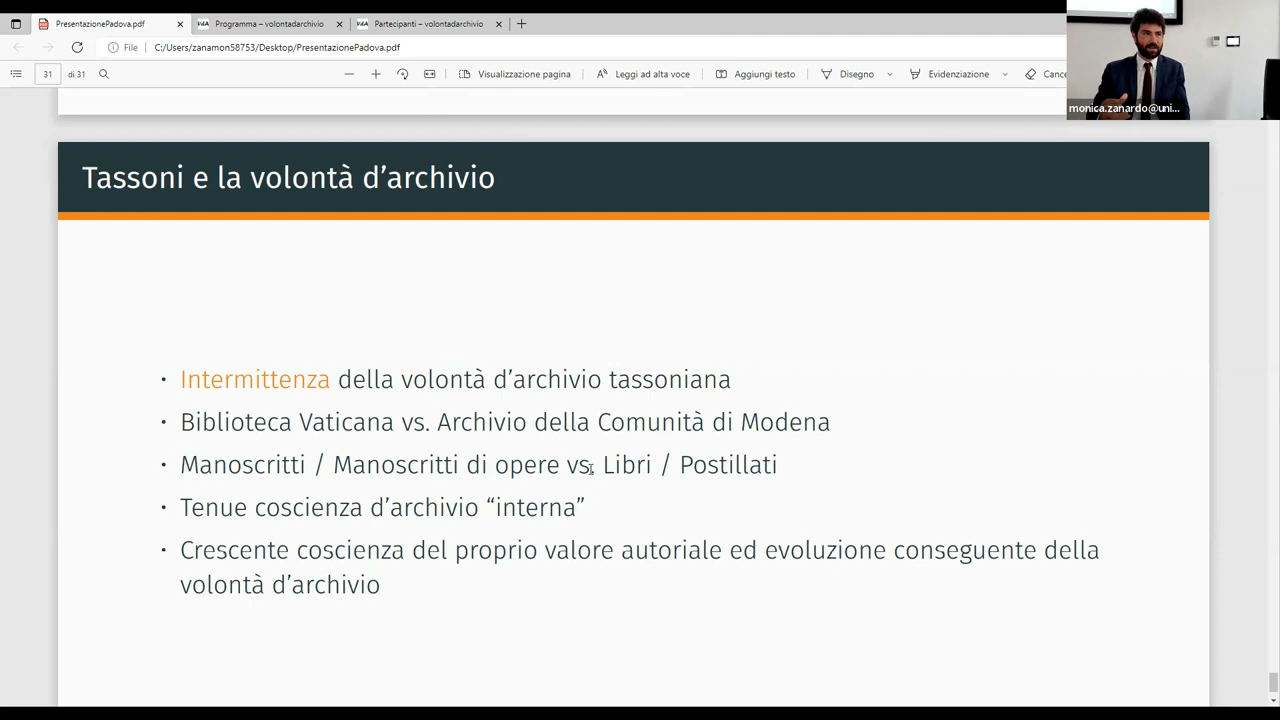 PresentazionePadova.pdf
Programma – volontadarchivio
Partecipanti – volontadarchivio
File
C:/Users/zanamon58753/Desktop/PresentazionePadova.pdf
31
di 31
Visualizzazione pagina
Leggi ad alta voce
Aggiungi testo
Disegno
Evidenziazione
Cance
monica.zanardo@uni...
Tassoni e la volontà d’archivio
• Intermittenza della volontà d’archivio tassoniana
• Biblioteca Vaticana vs. Archivio della Comunità di Modena
• Manoscritti / Manoscritti di opere vs. Libri / Postillati
• Tenue coscienza d’archivio “interna”
• Crescente coscienza del proprio valore autoriale ed evoluzione conseguente della
volontà d’archivio